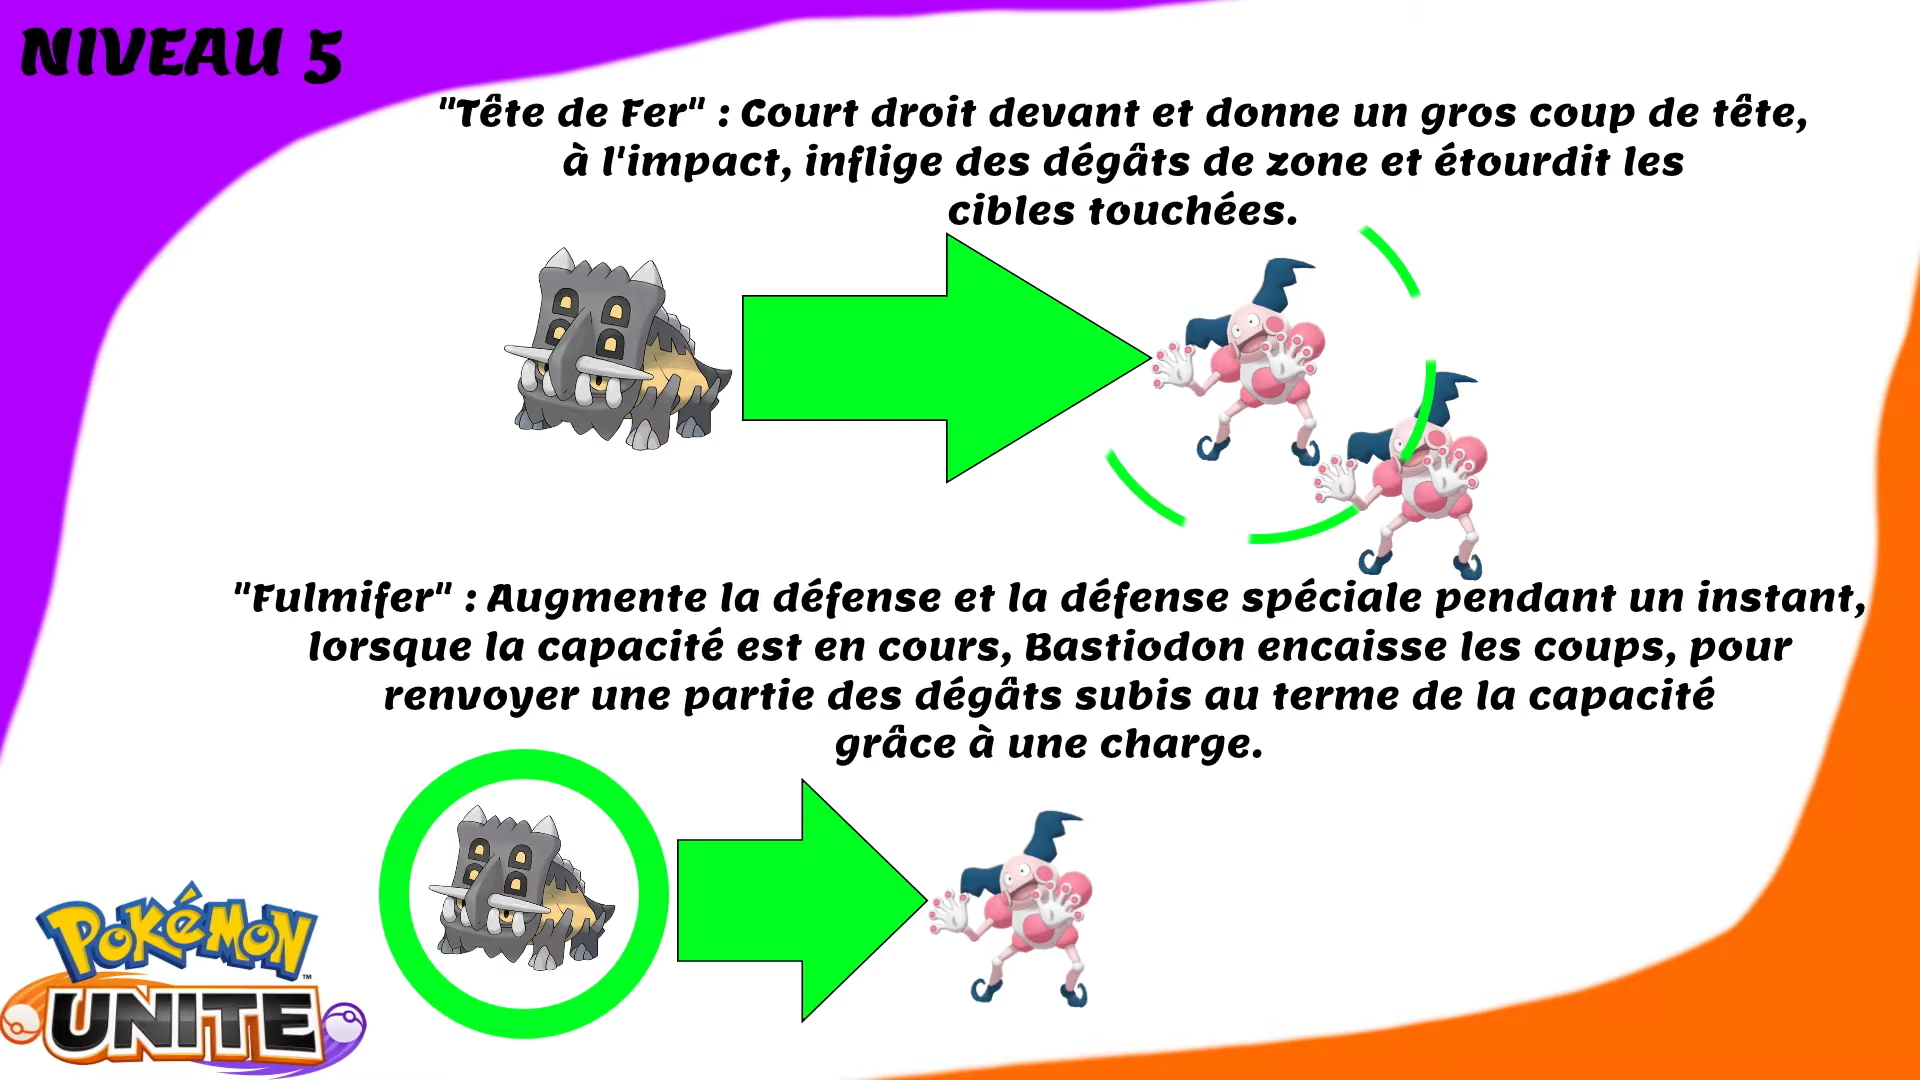 NIVEAU 5
"Tête de Fer" : Court droit devant et donne un gros coup de tête,
à l'impact, inflige des dégâts de zone et étourdit les
cibles touchées.
"Fulmifer" : Augmente la défense et la défense spéciale pendant un instant,
lorsque la capacité est en cours, Bastiodon encaisse les coups, pour
renvoyer une partie des dégâts subis au terme de la capacité
grâce à une charge.
POKéMON
TM
UNITE